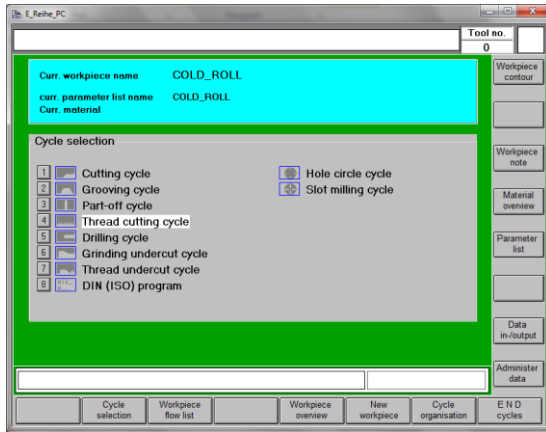 E_Reihe_PC
Tool no.
0
Curr. workpiece name COLD_ROLL
curr. parameter list name COLD_ROLL
Curr. material
Cycle selection
1 Cutting cycle
2 Grooving cycle
3 Part-off cycle
4 Thread cutting cycle
5 Drilling cycle
6 Grinding undercut cycle
7 Thread undercut cycle
8 DIN (ISO) program
Hole circle cycle
Slot milling cycle
Workpiece
contour
Workpiece
note
Material
overview
Parameter
list
Data
in-/output
Administer
data
Cycle
selection
Workpiece
flow list
Workpiece
overview
New
workpiece
Cycle
organisation
E N D
cycles